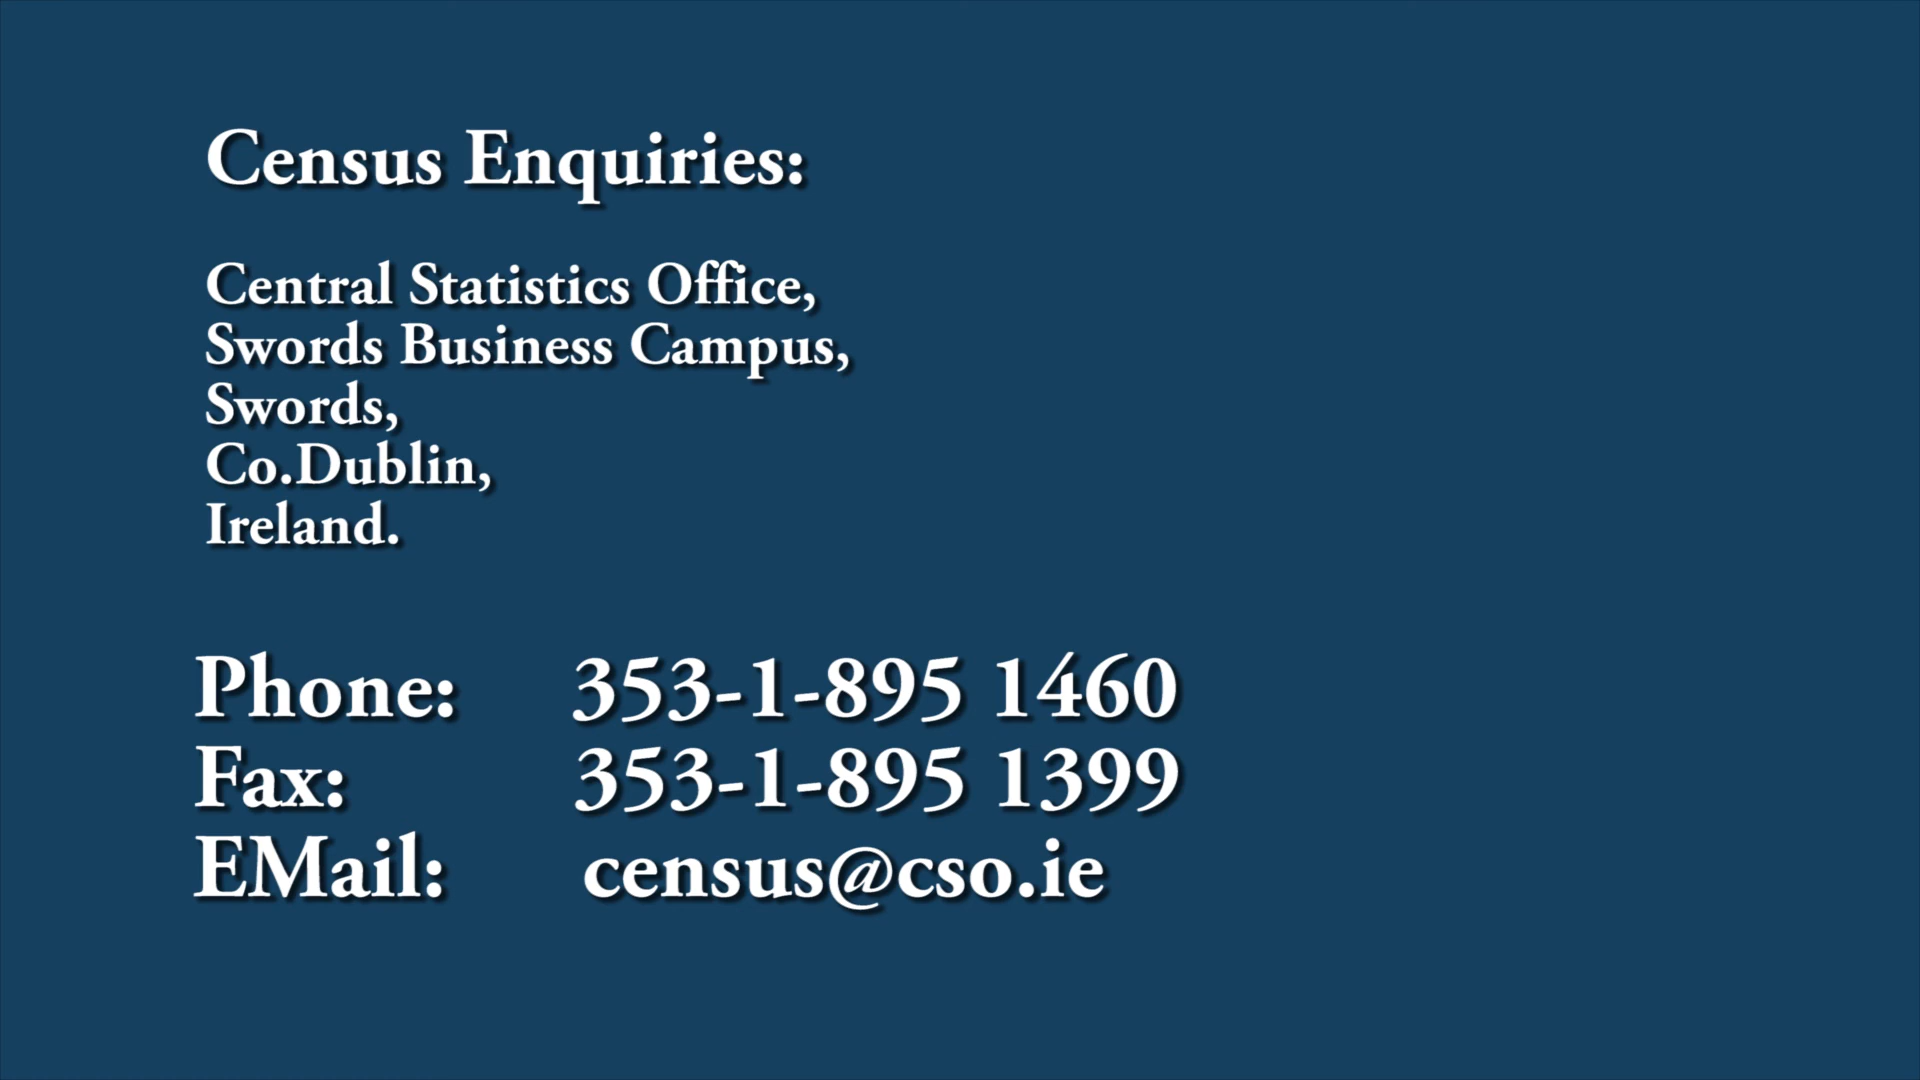 Census Enquiries:
Central Statistics Office,
Swords Business Campus,
Swords,
Co.Dublin,
Ireland.
Phone: 353-1-895 1460
Fax: 353-1-895 1399
EMail: census@cso.ie